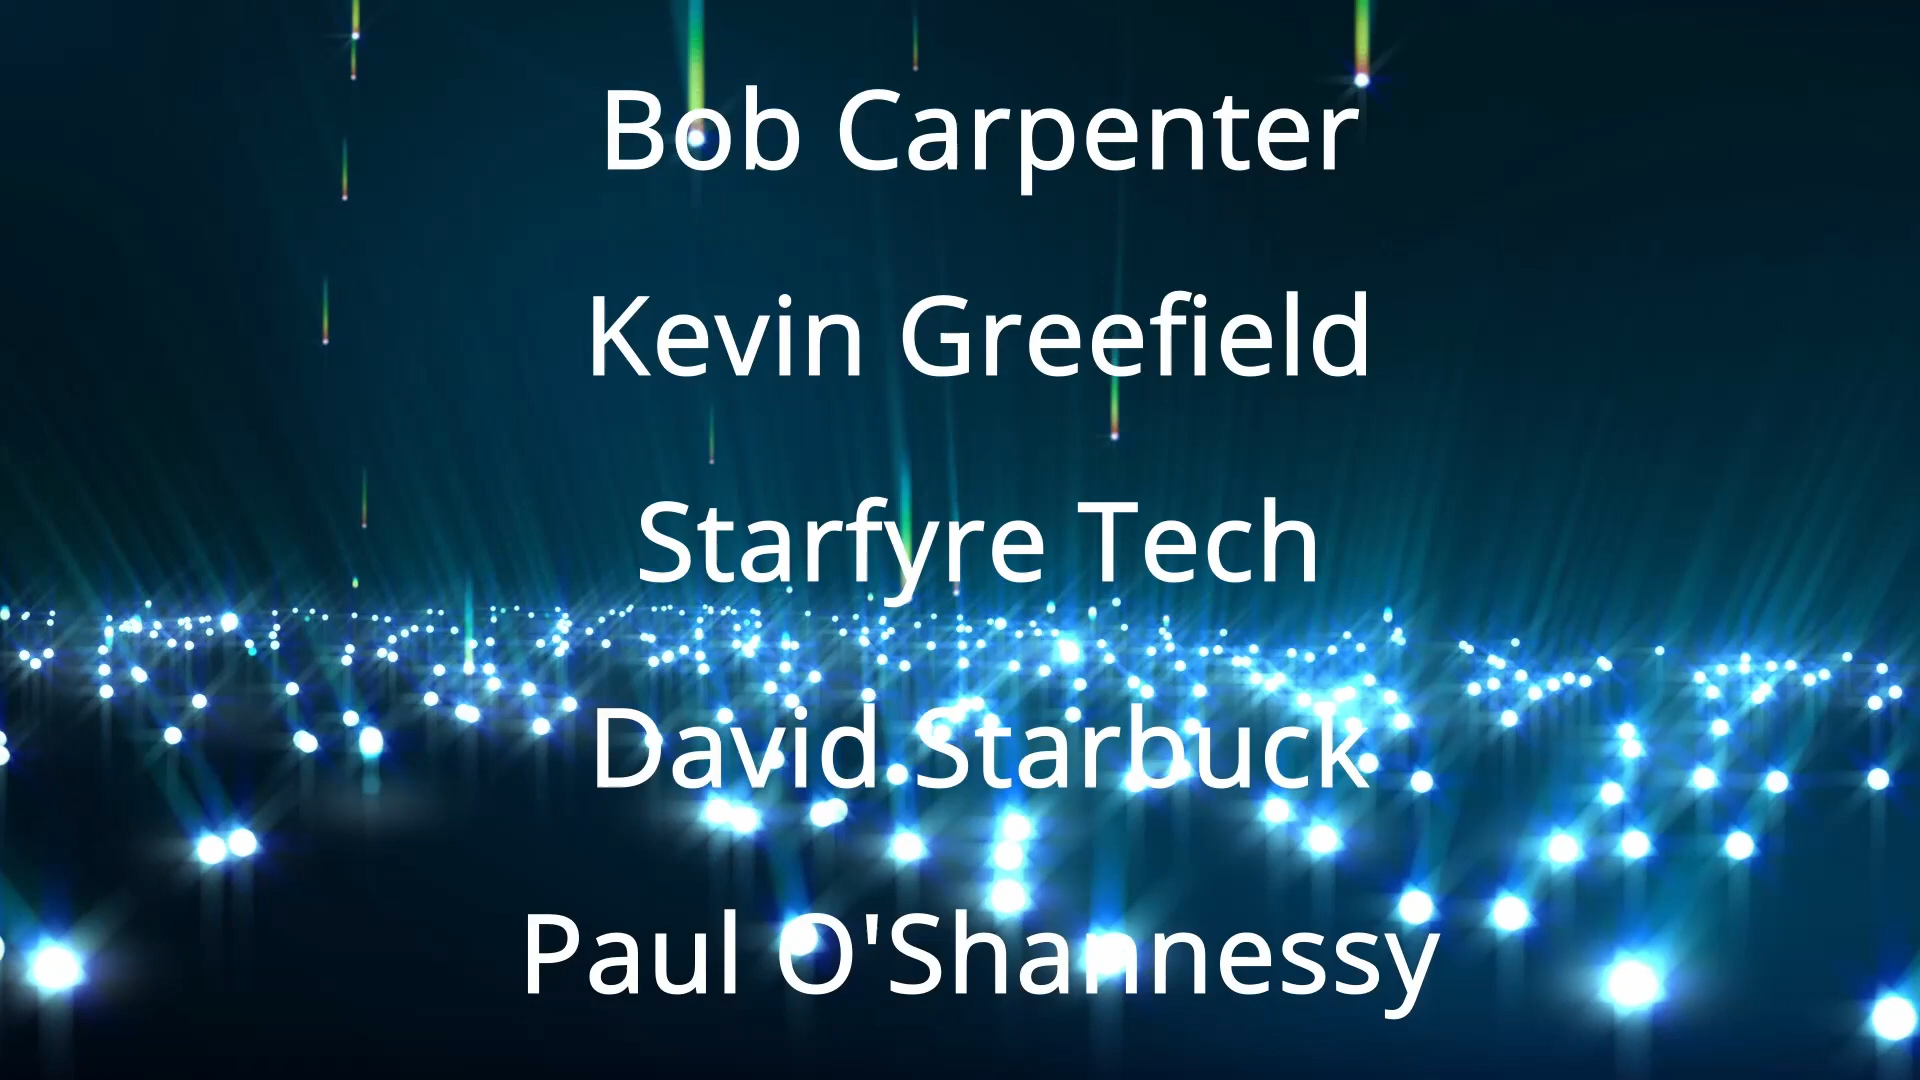 Bob Carpenter
Kevin Greefield
Starfyre Tech
David Starbuck
Paul O'Shannessy